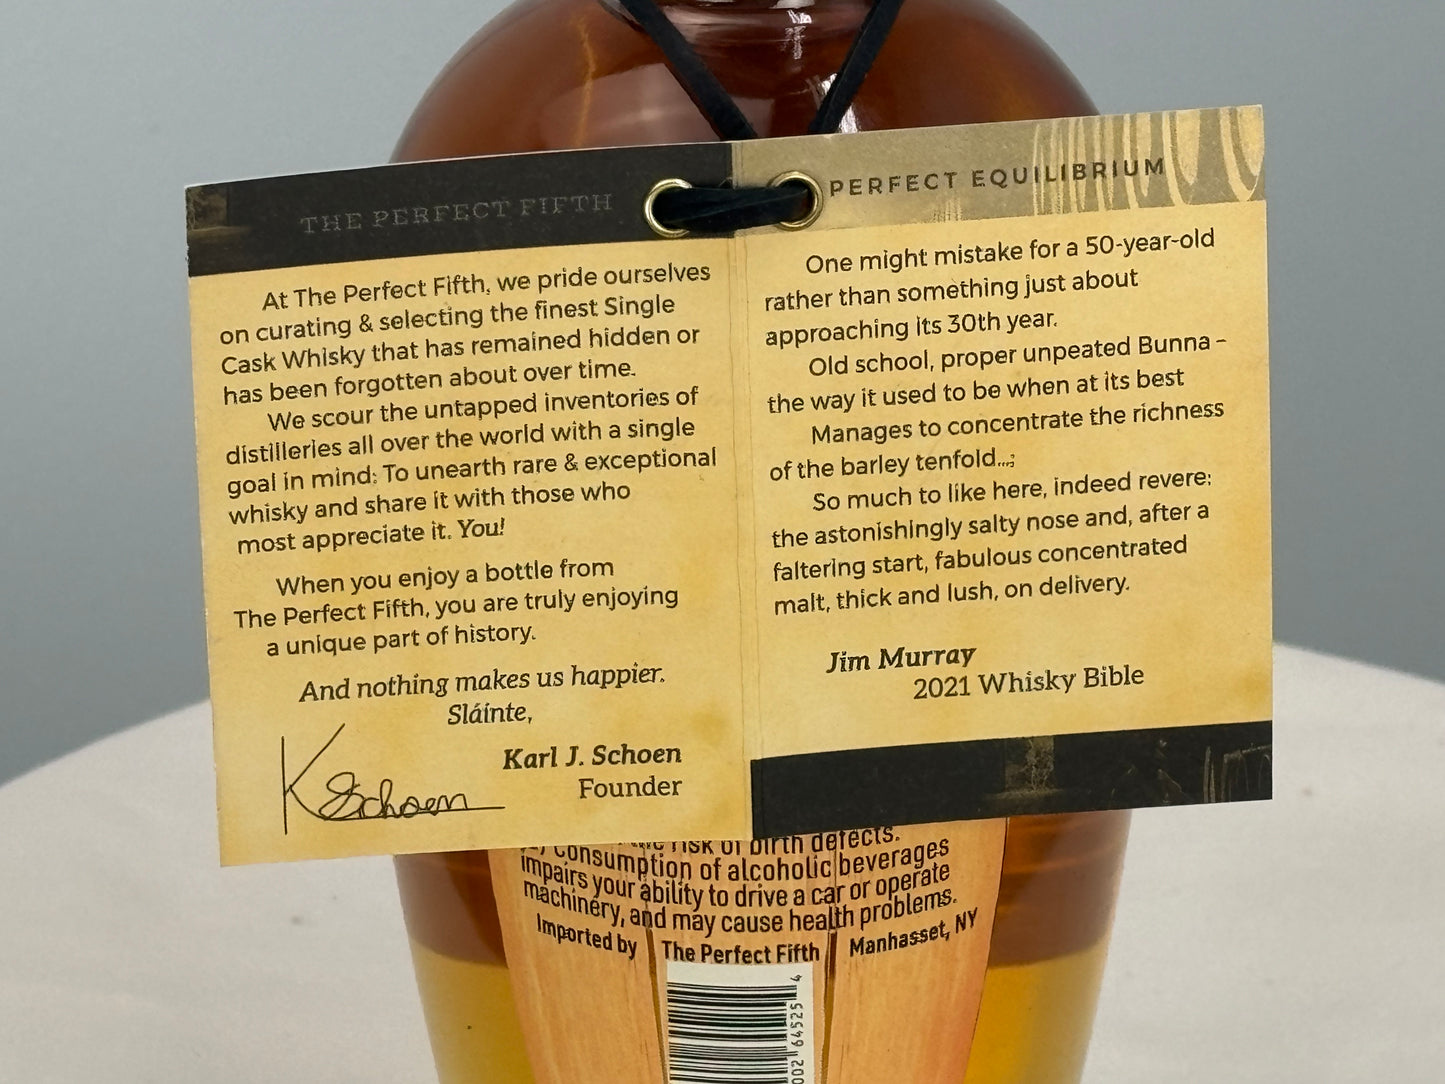 THE PERFECT FIFTH
At The Perfect Fifth, we pride ourselves
on curating & selecting the finest Single
Cask Whisky that has remained hidden or
has been forgotten about over time.
We scour the untapped inventories of
distilleries all over the world with a single
goal in mind: To unearth rare & exceptional
whisky and share it with those who
most appreciate it. You!
When you enjoy a bottle from
The Perfect Fifth, you are truly enjoying
a unique part of history.
And nothing makes us happier.
Sláinte,
K Schoen
Karl J. Schoen
Founder
PERFECT EQUILIBRIUM
One might mistake for a 50-year-old
rather than something just about
approaching its 30th year.
Old school, proper unpeated Bunna –
the way it used to be when at its best
Manages to concentrate the richness
of the barley tenfold...;
So much to like here, indeed revere:
the astonishingly salty nose and, after a
faltering start, fabulous concentrated
malt, thick and lush, on delivery.
Jim Murray
2021 Whisky Bible
risk of birth defects.
consumption of alcoholic beverages
impairs your ability to drive a car or operate
machinery, and may cause health problems.
Imported by The Perfect Fifth Manhasset, NY
002 64525 4